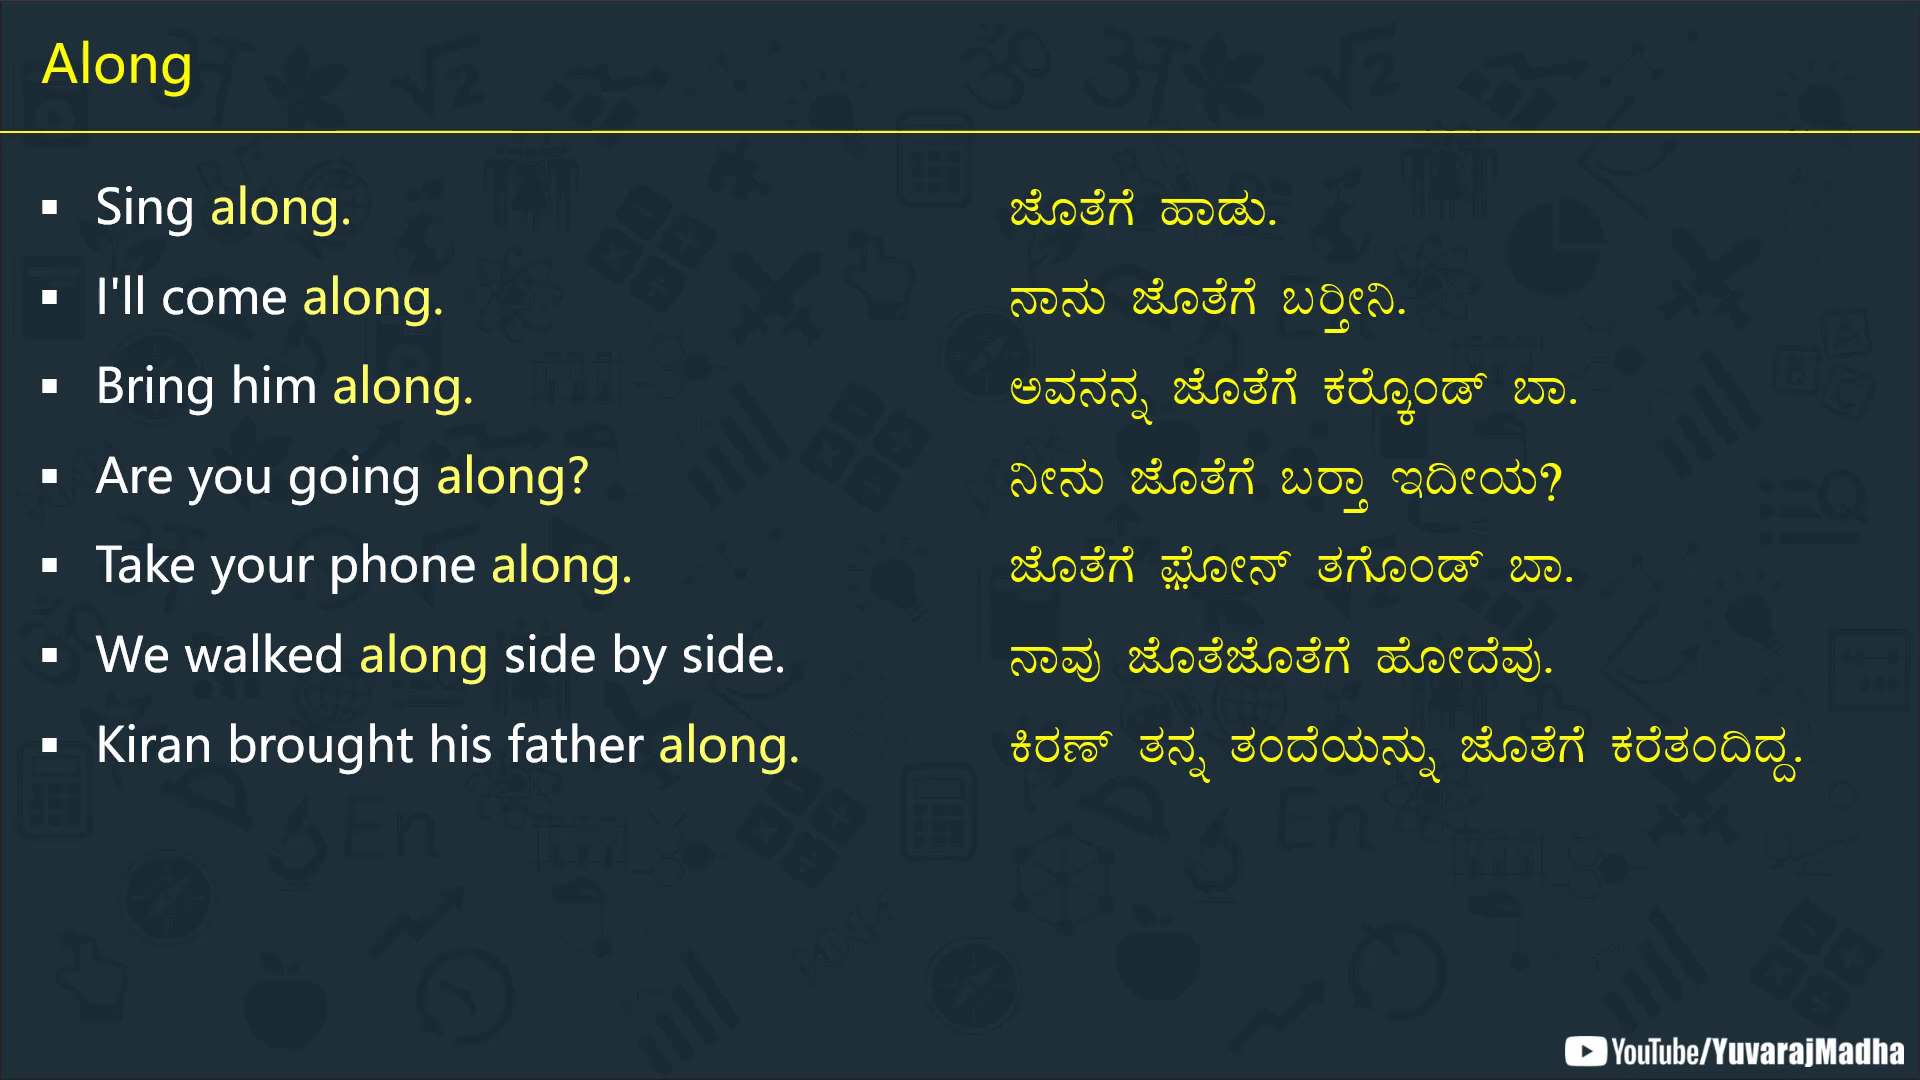 Along
▪ Sing along. ಜೊತೆಗೆ ಹಾಡು.
▪ I'll come along. ನಾನು ಜೊತೆಗೆ ಬರ‍್ತೀನಿ.
▪ Bring him along. ಅವನನ್ನ ಜೊತೆಗೆ ಕರ‍್ಕೊಂಡ್ ಬಾ.
▪ Are you going along? ನೀನು ಜೊತೆಗೆ ಬರ‍್ತಾ ಇದೀಯ?
▪ Take your phone along. ಜೊತೆಗೆ ಫ಼ೋನ್ ತಗೊಂಡ್ ಬಾ.
▪ We walked along side by side. ನಾವು ಜೊತೆಜೊತೆಗೆ ಹೋದೆವು.
▪ Kiran brought his father along. ಕಿರಣ್ ತನ್ನ ತಂದೆಯನ್ನು ಜೊತೆಗೆ ಕರೆತಂದಿದ್ದ.
YouTube/YuvarajMadha